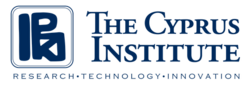 THE CYPRUS
INSTITUTE
RESEARCH•TECHNOLOGY•INNOVATION